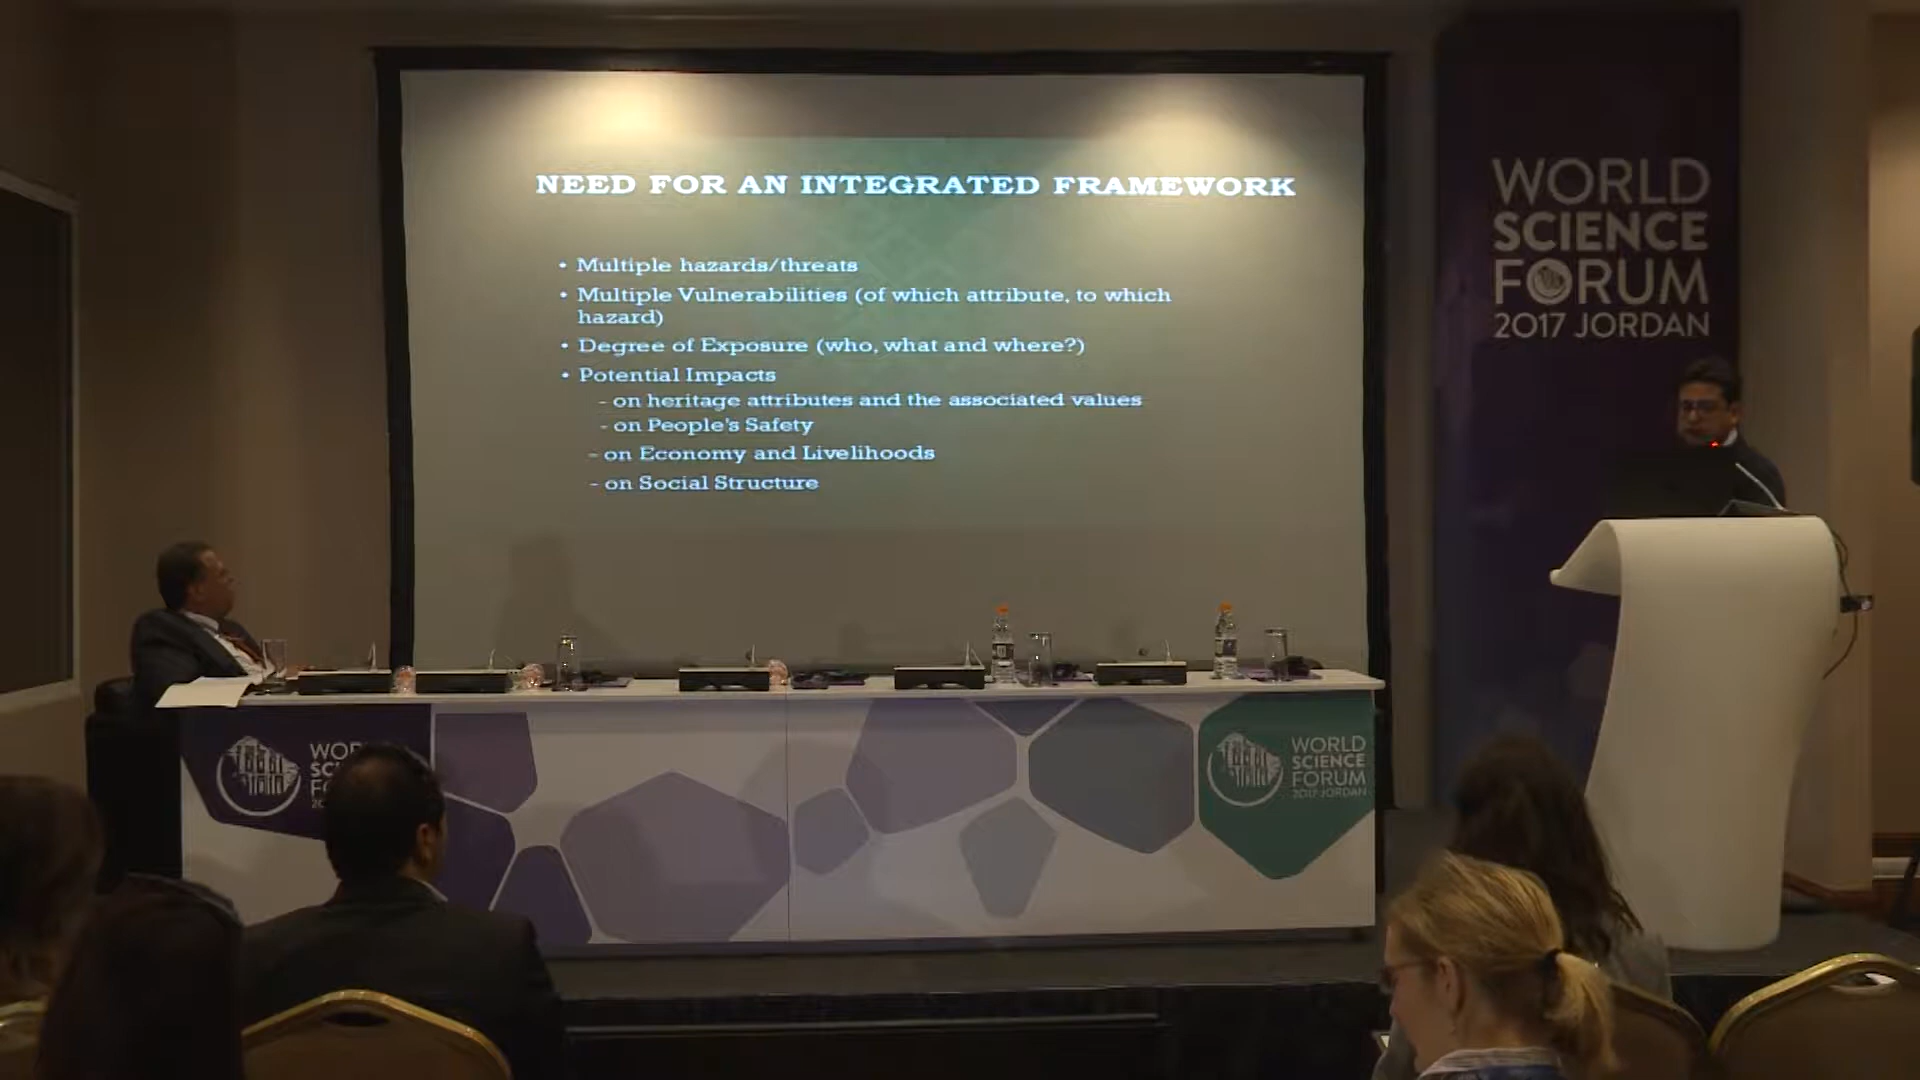 NEED FOR AN INTEGRATED FRAMEWORK
• Multiple hazards/threats
• Multiple Vulnerabilities (of which attribute, to which
hazard)
• Degree of Exposure (who, what and where?)
• Potential Impacts
- on heritage attributes and the associated values
- on People's Safety
- on Economy and Livelihoods
- on Social Structure
WORLD
SCIENCE
FORUM
2017 JORDAN
WORLD
SCIENCE
FORUM
2017 JORDAN